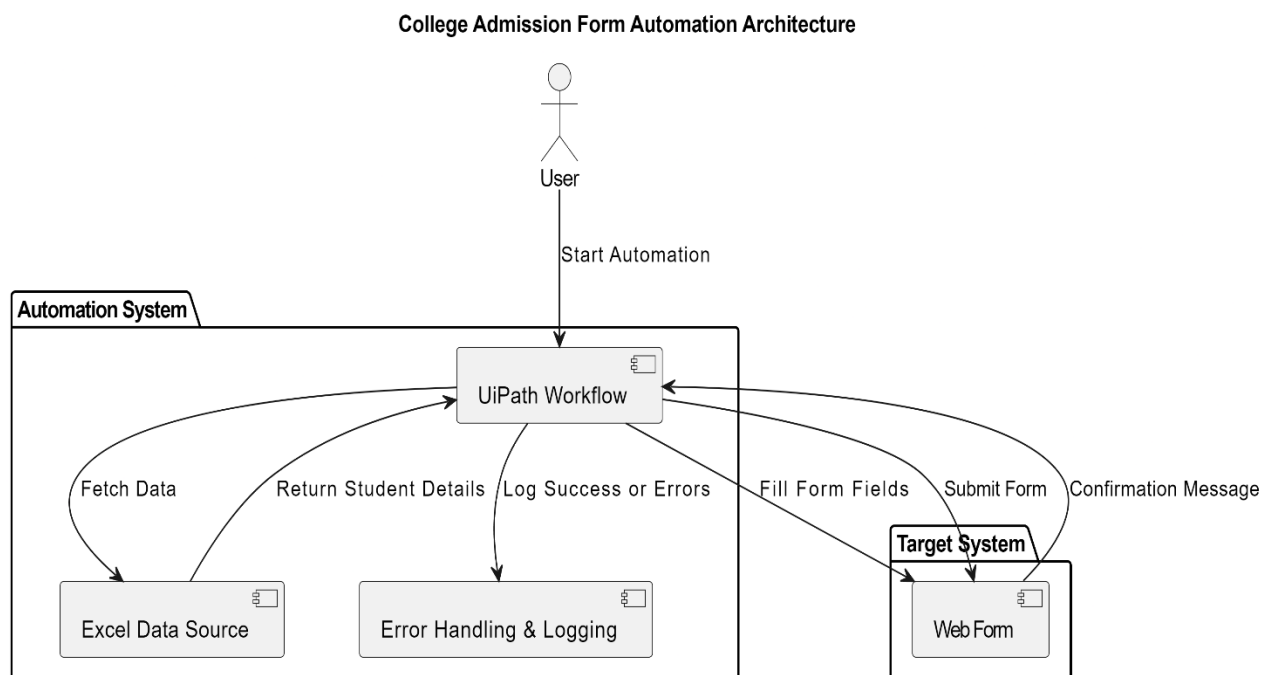 College Admission Form Automation Architecture
User
Start Automation
Automation System
UiPath Workflow
Fetch Data
Return Student Details
Log Success or Errors
Fill Form Fields
Submit Form
Confirmation Message
Target System
Excel Data Source
Error Handling & Logging
Web Form